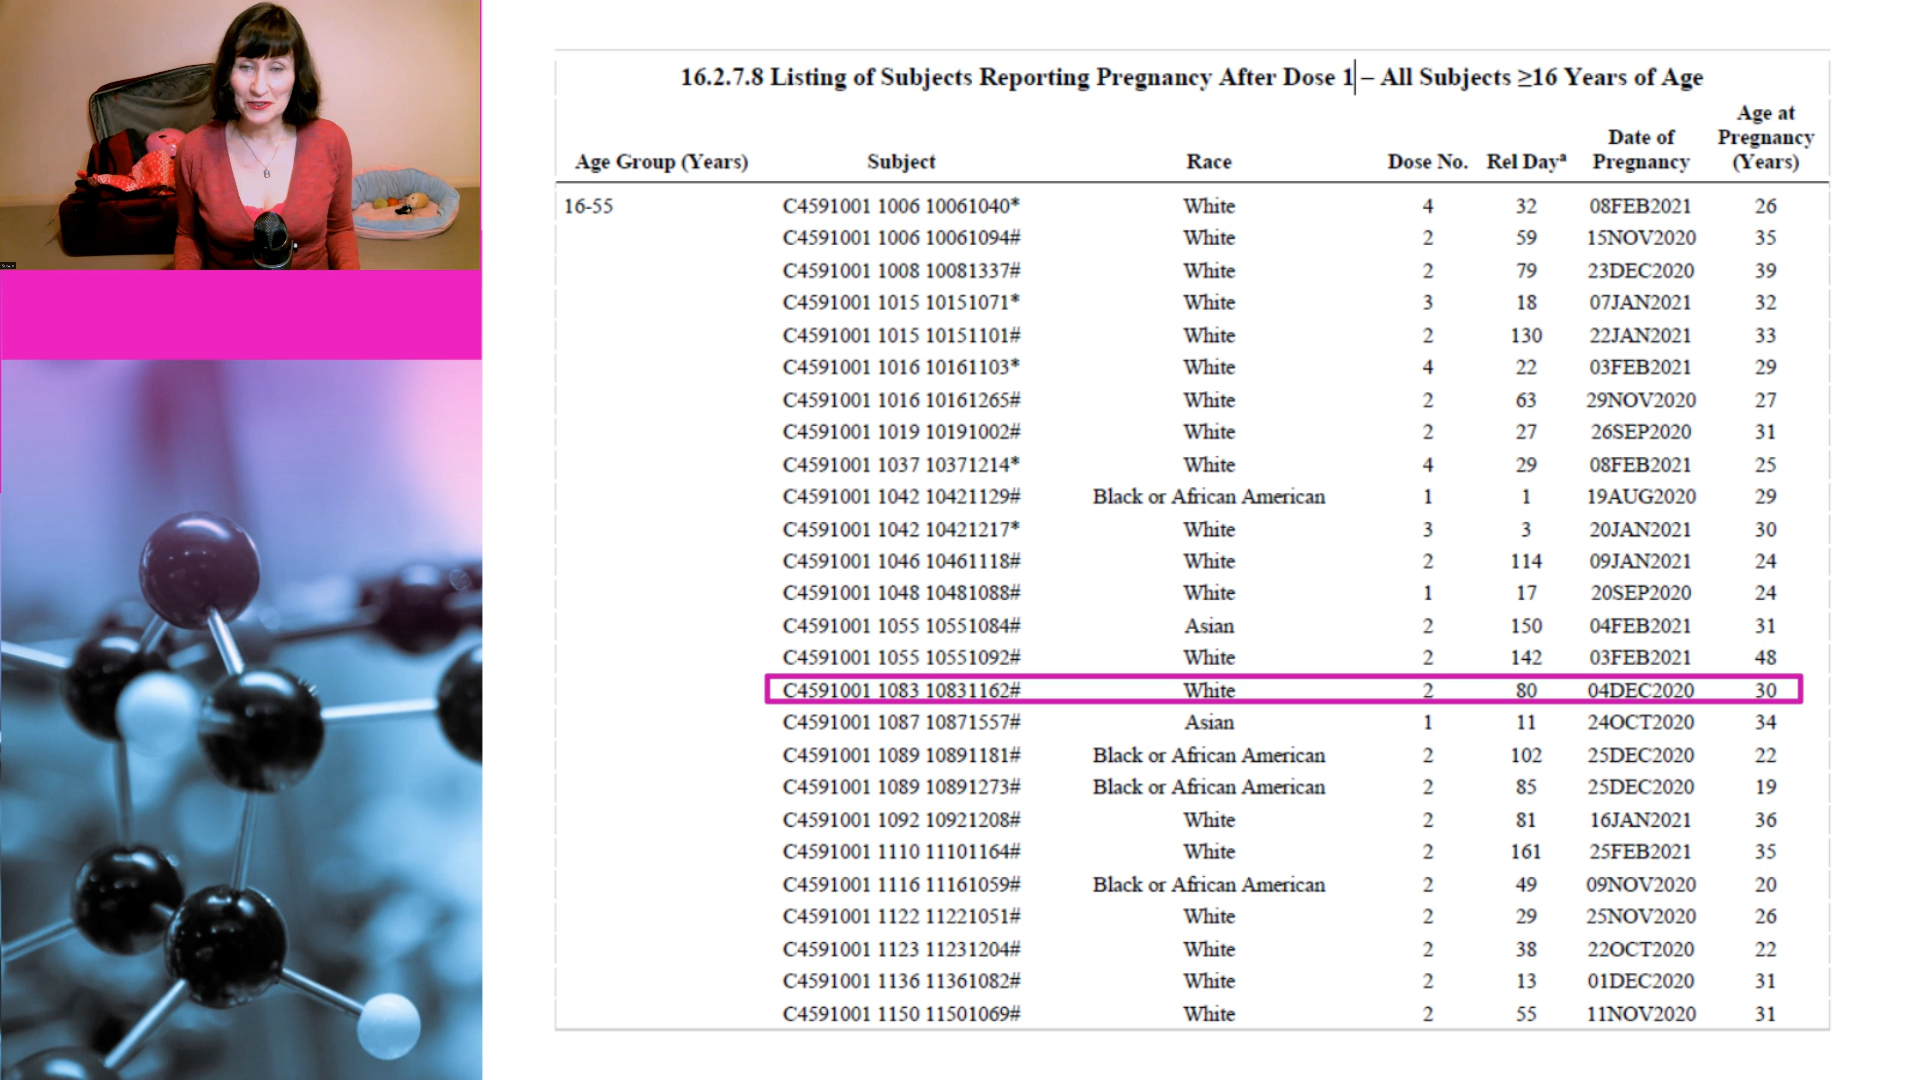 16.2.7.8 Listing of Subjects Reporting Pregnancy After Dose 1 – All Subjects ≥16 Years of Age
Age Group (Years) Subject Race Dose No. Rel Dayᵃ Date of Pregnancy Age at Pregnancy (Years)
16-55 C4591001 1006 10061040* White 4 32 08FEB2021 26
C4591001 1006 10061094# White 2 59 15NOV2020 35
C4591001 1008 10081337# White 2 79 23DEC2020 39
C4591001 1015 10151071* White 3 18 07JAN2021 32
C4591001 1015 10151101# White 2 130 22JAN2021 33
C4591001 1016 10161103* White 4 22 03FEB2021 29
C4591001 1016 10161265# White 2 63 29NOV2020 27
C4591001 1019 10191002# White 2 27 26SEP2020 31
C4591001 1037 10371214* White 4 29 08FEB2021 25
C4591001 1042 10421129# Black or African American 1 1 19AUG2020 29
C4591001 1042 10421217* White 3 3 20JAN2021 30
C4591001 1046 10461118# White 2 114 09JAN2021 24
C4591001 1048 10481088# White 1 17 20SEP2020 24
C4591001 1055 10551084# Asian 2 150 04FEB2021 31
C4591001 1055 10551092# White 2 142 03FEB2021 48
C4591001 1083 10831162# White 2 80 04DEC2020 30
C4591001 1087 10871557# Asian 1 11 24OCT2020 34
C4591001 1089 10891181# Black or African American 2 102 25DEC2020 22
C4591001 1089 10891273# Black or African American 2 85 25DEC2020 19
C4591001 1092 10921208# White 2 81 16JAN2021 36
C4591001 1110 11101164# White 2 161 25FEB2021 35
C4591001 1116 11161059# Black or African American 2 49 09NOV2020 20
C4591001 1122 11221051# White 2 29 25NOV2020 26
C4591001 1123 11231204# White 2 38 22OCT2020 22
C4591001 1136 11361082# White 2 13 01DEC2020 31
C4591001 1150 11501069# White 2 55 11NOV2020 31